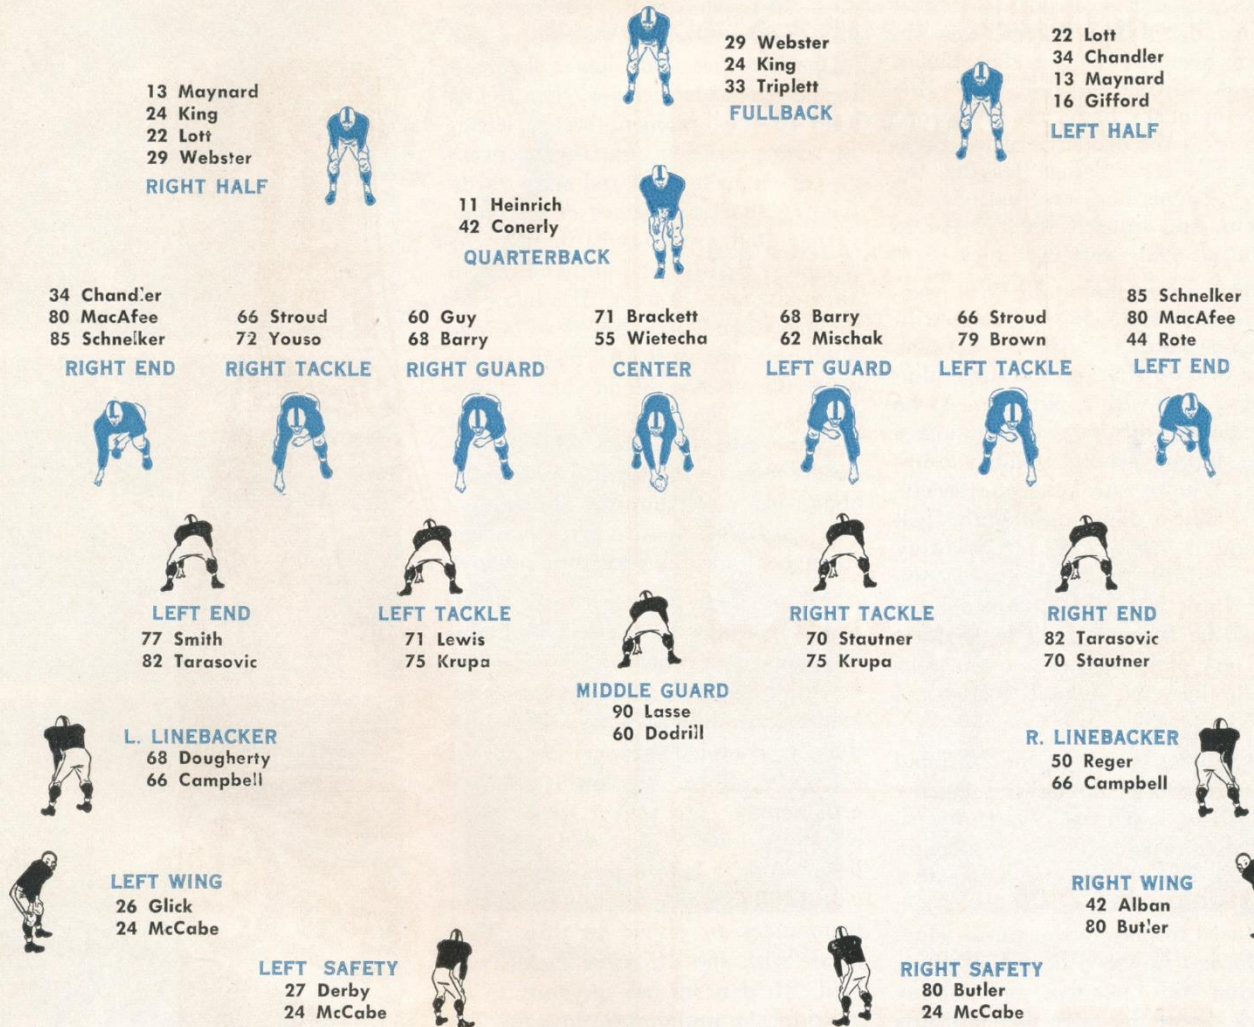 29 Webster
24 King
33 Triplett
FULLBACK
22 Lott
34 Chandler
13 Maynard
16 Gifford
LEFT HALF
13 Maynard
24 King
22 Lott
29 Webster
RIGHT HALF
11 Heinrich
42 Conerly
QUARTERBACK
34 Chandler
80 MacAfee
85 Schnelker
RIGHT END
66 Stroud
72 Youso
RIGHT TACKLE
60 Guy
68 Barry
RIGHT GUARD
71 Brackett
55 Wietecha
CENTER
68 Barry
62 Mischak
LEFT GUARD
66 Stroud
79 Brown
LEFT TACKLE
85 Schnelker
80 MacAfee
44 Rote
LEFT END
LEFT END
77 Smith
82 Tarasovic
LEFT TACKLE
71 Lewis
75 Krupa
MIDDLE GUARD
90 Lasse
60 Dodrill
RIGHT TACKLE
70 Stautner
75 Krupa
RIGHT END
82 Tarasovic
70 Stautner
L. LINEBACKER
68 Dougherty
66 Campbell
R. LINEBACKER
50 Reger
66 Campbell
LEFT WING
26 Glick
24 McCabe
RIGHT WING
42 Alban
80 Butler
LEFT SAFETY
27 Derby
24 McCabe
RIGHT SAFETY
80 Butler
24 McCabe